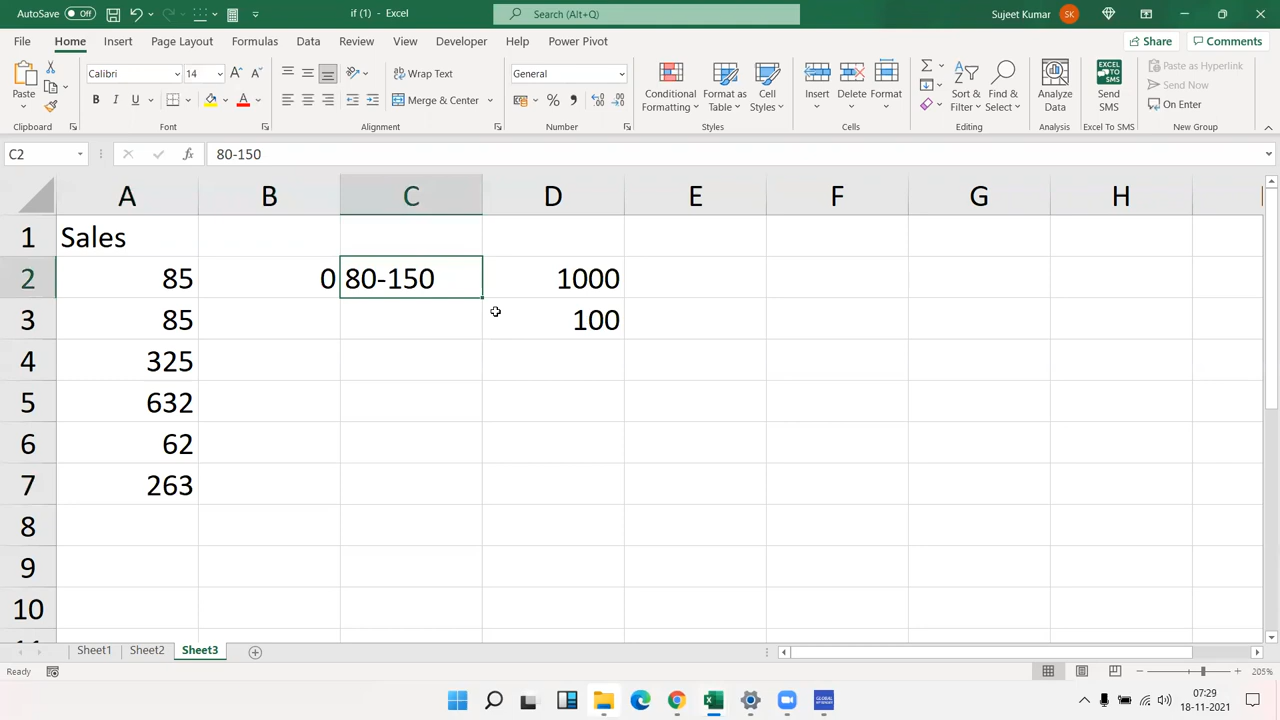 AutoSave Off if (1) - Excel Search (Alt+Q) Sujeet Kumar SK
File Home Insert Page Layout Formulas Data Review View Developer Help Power Pivot Share Comments
Paste Calibri 14 A A Wrap Text General Conditional Formatting Format as Table Cell Styles Insert Delete Format Sort & Filter Find & Select Analyze Data Send SMS Paste as Hyperlink
Send Now
B I U A Merge & Center % On Enter
Clipboard Font Alignment Number Styles Cells Editing Analysis Excel To SMS New Group
C2 fx 80-150
A B C D E F G H
1 Sales
2 85 0 80-150 1000
3 85 100
4 325
5 632
6 62
7 263
8
9
10
Sheet1 Sheet2 Sheet3
Ready 205%
07:29
18-11-2021